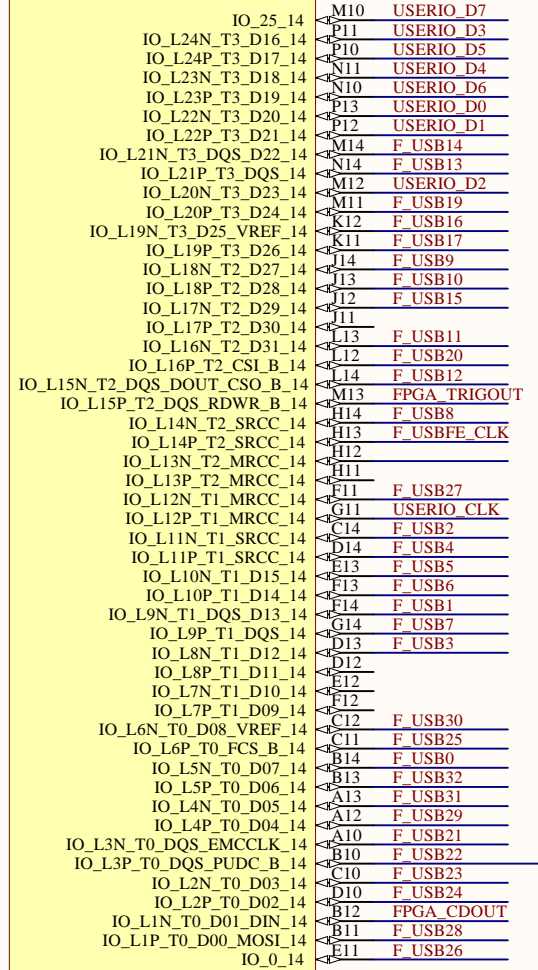 IO_25_14 M10 USERIO_D7
IO_L24N_T3_D16_14 P11 USERIO_D3
IO_L24P_T3_D17_14 P10 USERIO_D5
IO_L23N_T3_D18_14 N11 USERIO_D4
IO_L23P_T3_D19_14 N10 USERIO_D6
IO_L22N_T3_D20_14 P13 USERIO_D0
IO_L22P_T3_D21_14 P12 USERIO_D1
IO_L21N_T3_DQS_D22_14 M14 F_USB14
IO_L21P_T3_DQS_14 N14 F_USB13
IO_L20N_T3_D23_14 M12 USERIO_D2
IO_L20P_T3_D24_14 M11 F_USB19
IO_L19N_T3_D25_VREF_14 K12 F_USB16
IO_L19P_T3_D26_14 K11 F_USB17
IO_L18N_T2_D27_14 J14 F_USB9
IO_L18P_T2_D28_14 J13 F_USB10
IO_L17N_T2_D29_14 J12 F_USB15
IO_L17P_T2_D30_14 J11
IO_L16N_T2_D31_14 L13 F_USB11
IO_L16P_T2_CSI_B_14 L12 F_USB20
IO_L15N_T2_DQS_DOUT_CSO_B_14 L14 F_USB12
IO_L15P_T2_DQS_RDWR_B_14 M13 FPGA_TRIGOUT
IO_L14N_T2_SRCC_14 H14 F_USB8
IO_L14P_T2_SRCC_14 H13 F_USBFE_CLK
IO_L13N_T2_MRCC_14 H12
IO_L13P_T2_MRCC_14 H11
IO_L12N_T1_MRCC_14 F11 F_USB27
IO_L12P_T1_MRCC_14 G11 USERIO_CLK
IO_L11N_T1_SRCC_14 C14 F_USB2
IO_L11P_T1_SRCC_14 D14 F_USB4
IO_L10N_T1_D15_14 E13 F_USB5
IO_L10P_T1_D14_14 F13 F_USB6
IO_L9N_T1_DQS_D13_14 F14 F_USB1
IO_L9P_T1_DQS_14 G14 F_USB7
IO_L8N_T1_D12_14 D13 F_USB3
IO_L8P_T1_D11_14 D12
IO_L7N_T1_D10_14 E12
IO_L7P_T1_D09_14 F12
IO_L6N_T0_D08_VREF_14 C12 F_USB30
IO_L6P_T0_FCS_B_14 C11 F_USB25
IO_L5N_T0_D07_14 B14 F_USB0
IO_L5P_T0_D06_14 B13 F_USB32
IO_L4N_T0_D05_14 A13 F_USB31
IO_L4P_T0_D04_14 A12 F_USB29
IO_L3N_T0_DQS_EMCCLK_14 A10 F_USB21
IO_L3P_T0_DQS_PUDC_B_14 B10 F_USB22
IO_L2N_T0_D03_14 C10 F_USB23
IO_L2P_T0_D02_14 D10 F_USB24
IO_L1N_T0_D01_DIN_14 B12 FPGA_CDOUT
IO_L1P_T0_D00_MOSI_14 B11 F_USB28
IO_0_14 E11 F_USB26